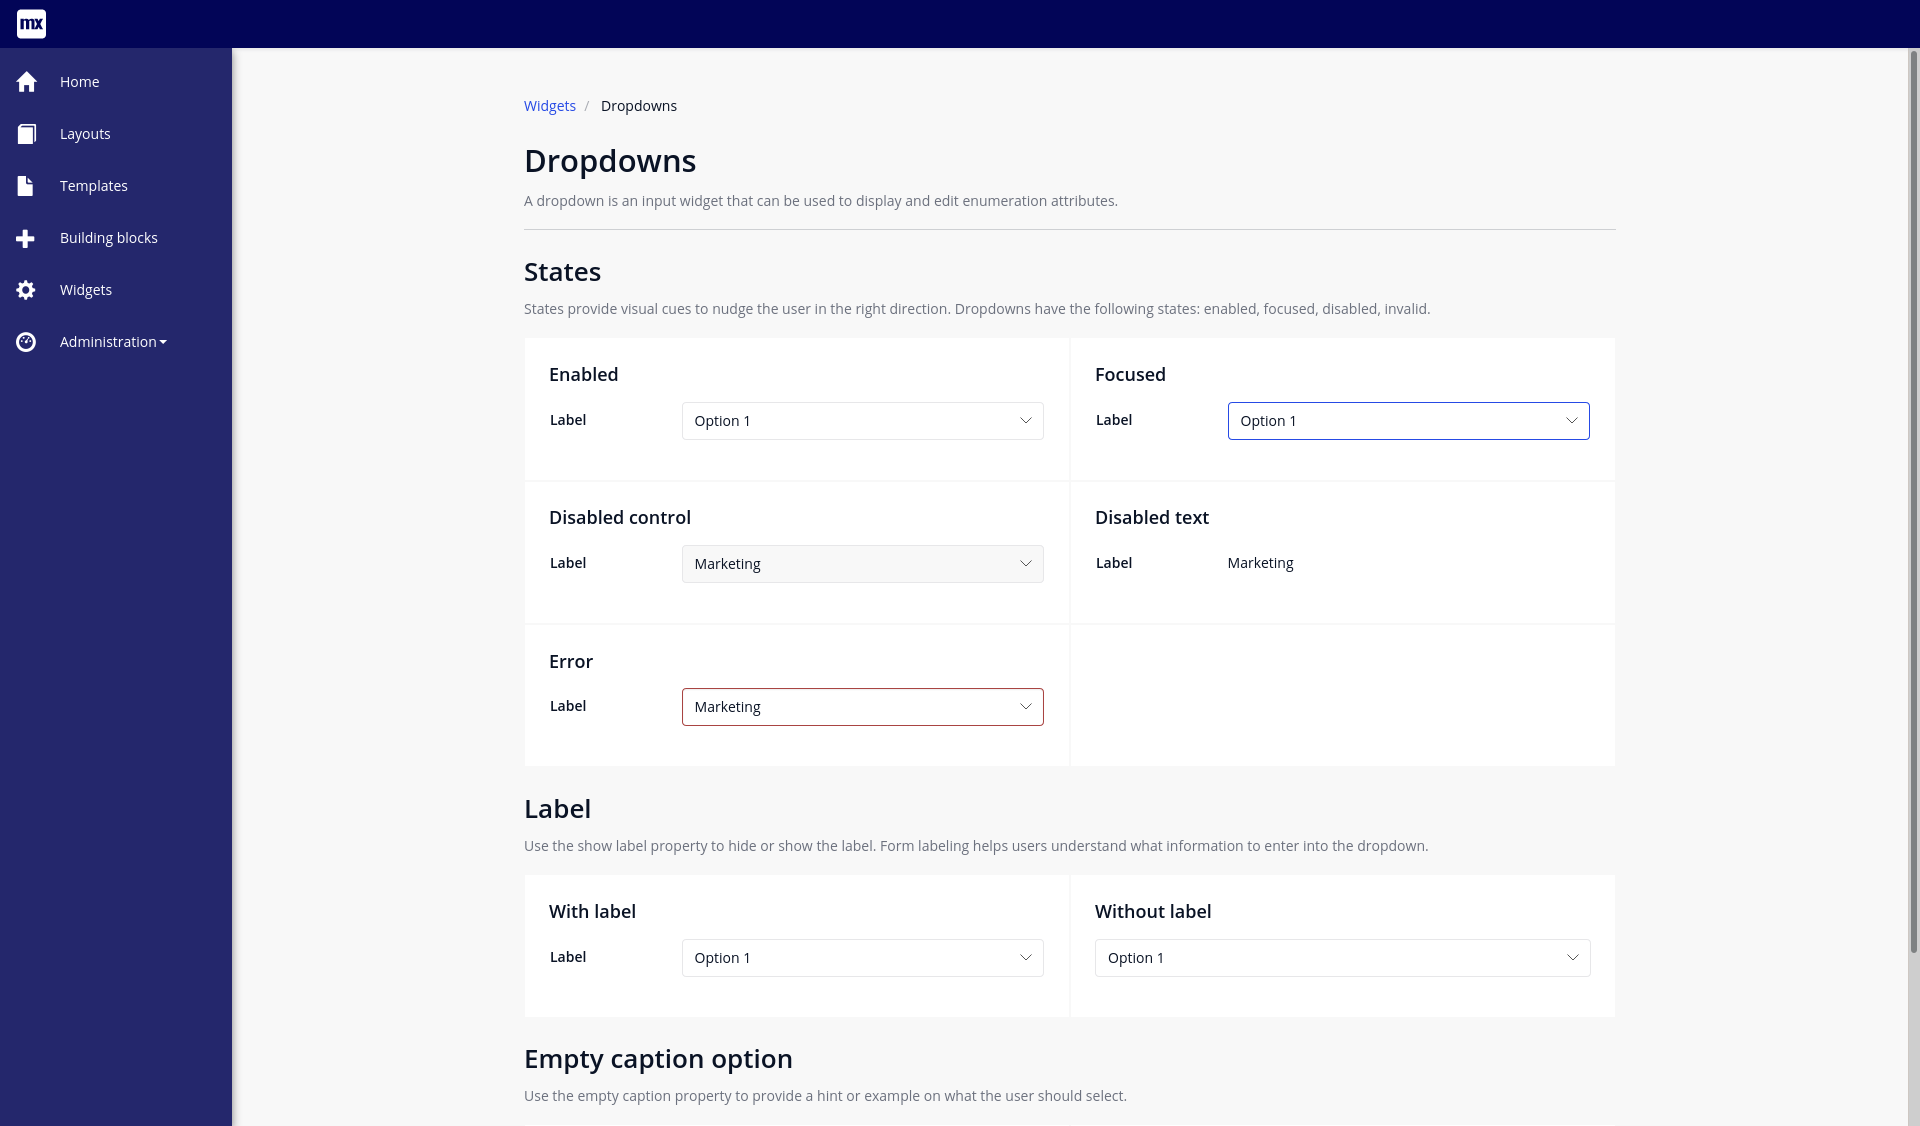 mx
Home
Layouts
Templates
Building blocks
Widgets
Administration
Widgets / Dropdowns
Dropdowns
A dropdown is an input widget that can be used to display and edit enumeration attributes.
States
States provide visual cues to nudge the user in the right direction. Dropdowns have the following states: enabled, focused, disabled, invalid.
Enabled
Label Option 1
Focused
Label Option 1
Disabled control
Label Marketing
Disabled text
Label Marketing
Error
Label Marketing
Label
Use the show label property to hide or show the label. Form labeling helps users understand what information to enter into the dropdown.
With label
Label Option 1
Without label
Option 1
Empty caption option
Use the empty caption property to provide a hint or example on what the user should select.